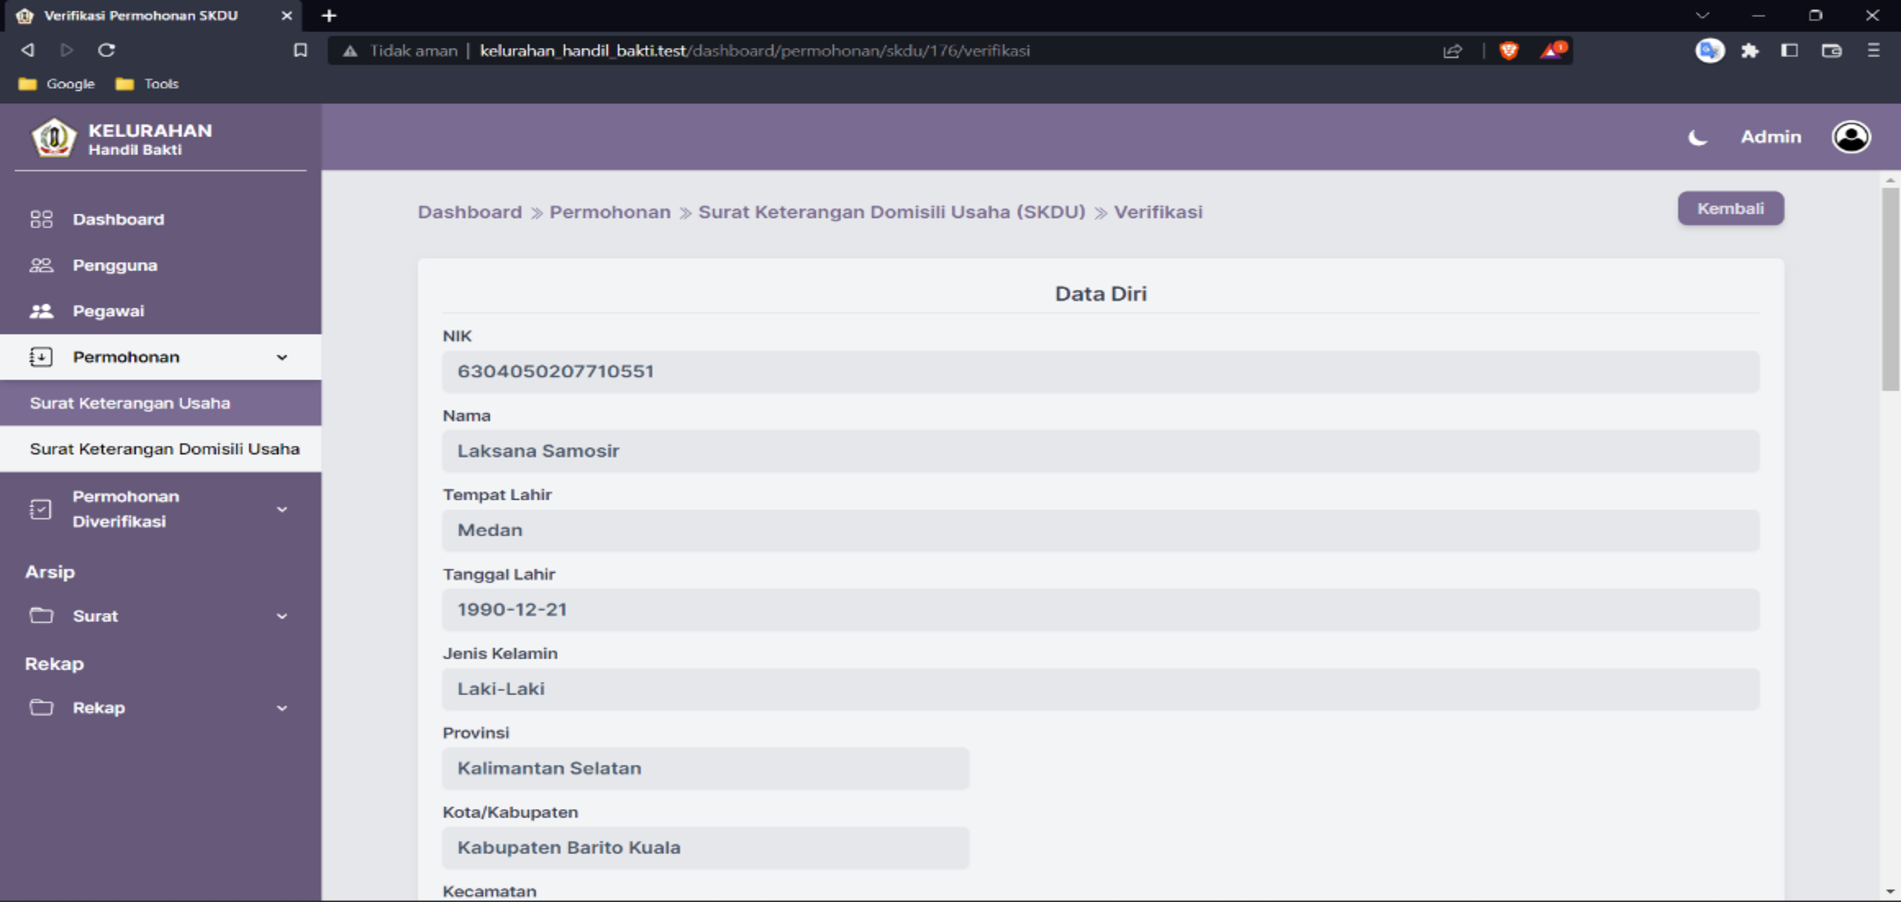 Verifikasi Permohonan SKDU
Tidak aman | kelurahan_handil_bakti.test/dashboard/permohonan/skdu/176/verifikasi
1
Google
Tools
KELURAHAN
Handil Bakti
Admin
Dashboard
Pengguna
Pegawai
Permohonan
Surat Keterangan Usaha
Surat Keterangan Domisili Usaha
Permohonan
Diverifikasi
Arsip
Surat
Rekap
Rekap
Dashboard » Permohonan » Surat Keterangan Domisili Usaha (SKDU) » Verifikasi
Kembali
Data Diri
NIK
6304050207710551
Nama
Laksana Samosir
Tempat Lahir
Medan
Tanggal Lahir
1990-12-21
Jenis Kelamin
Laki-Laki
Provinsi
Kalimantan Selatan
Kota/Kabupaten
Kabupaten Barito Kuala
Kecamatan